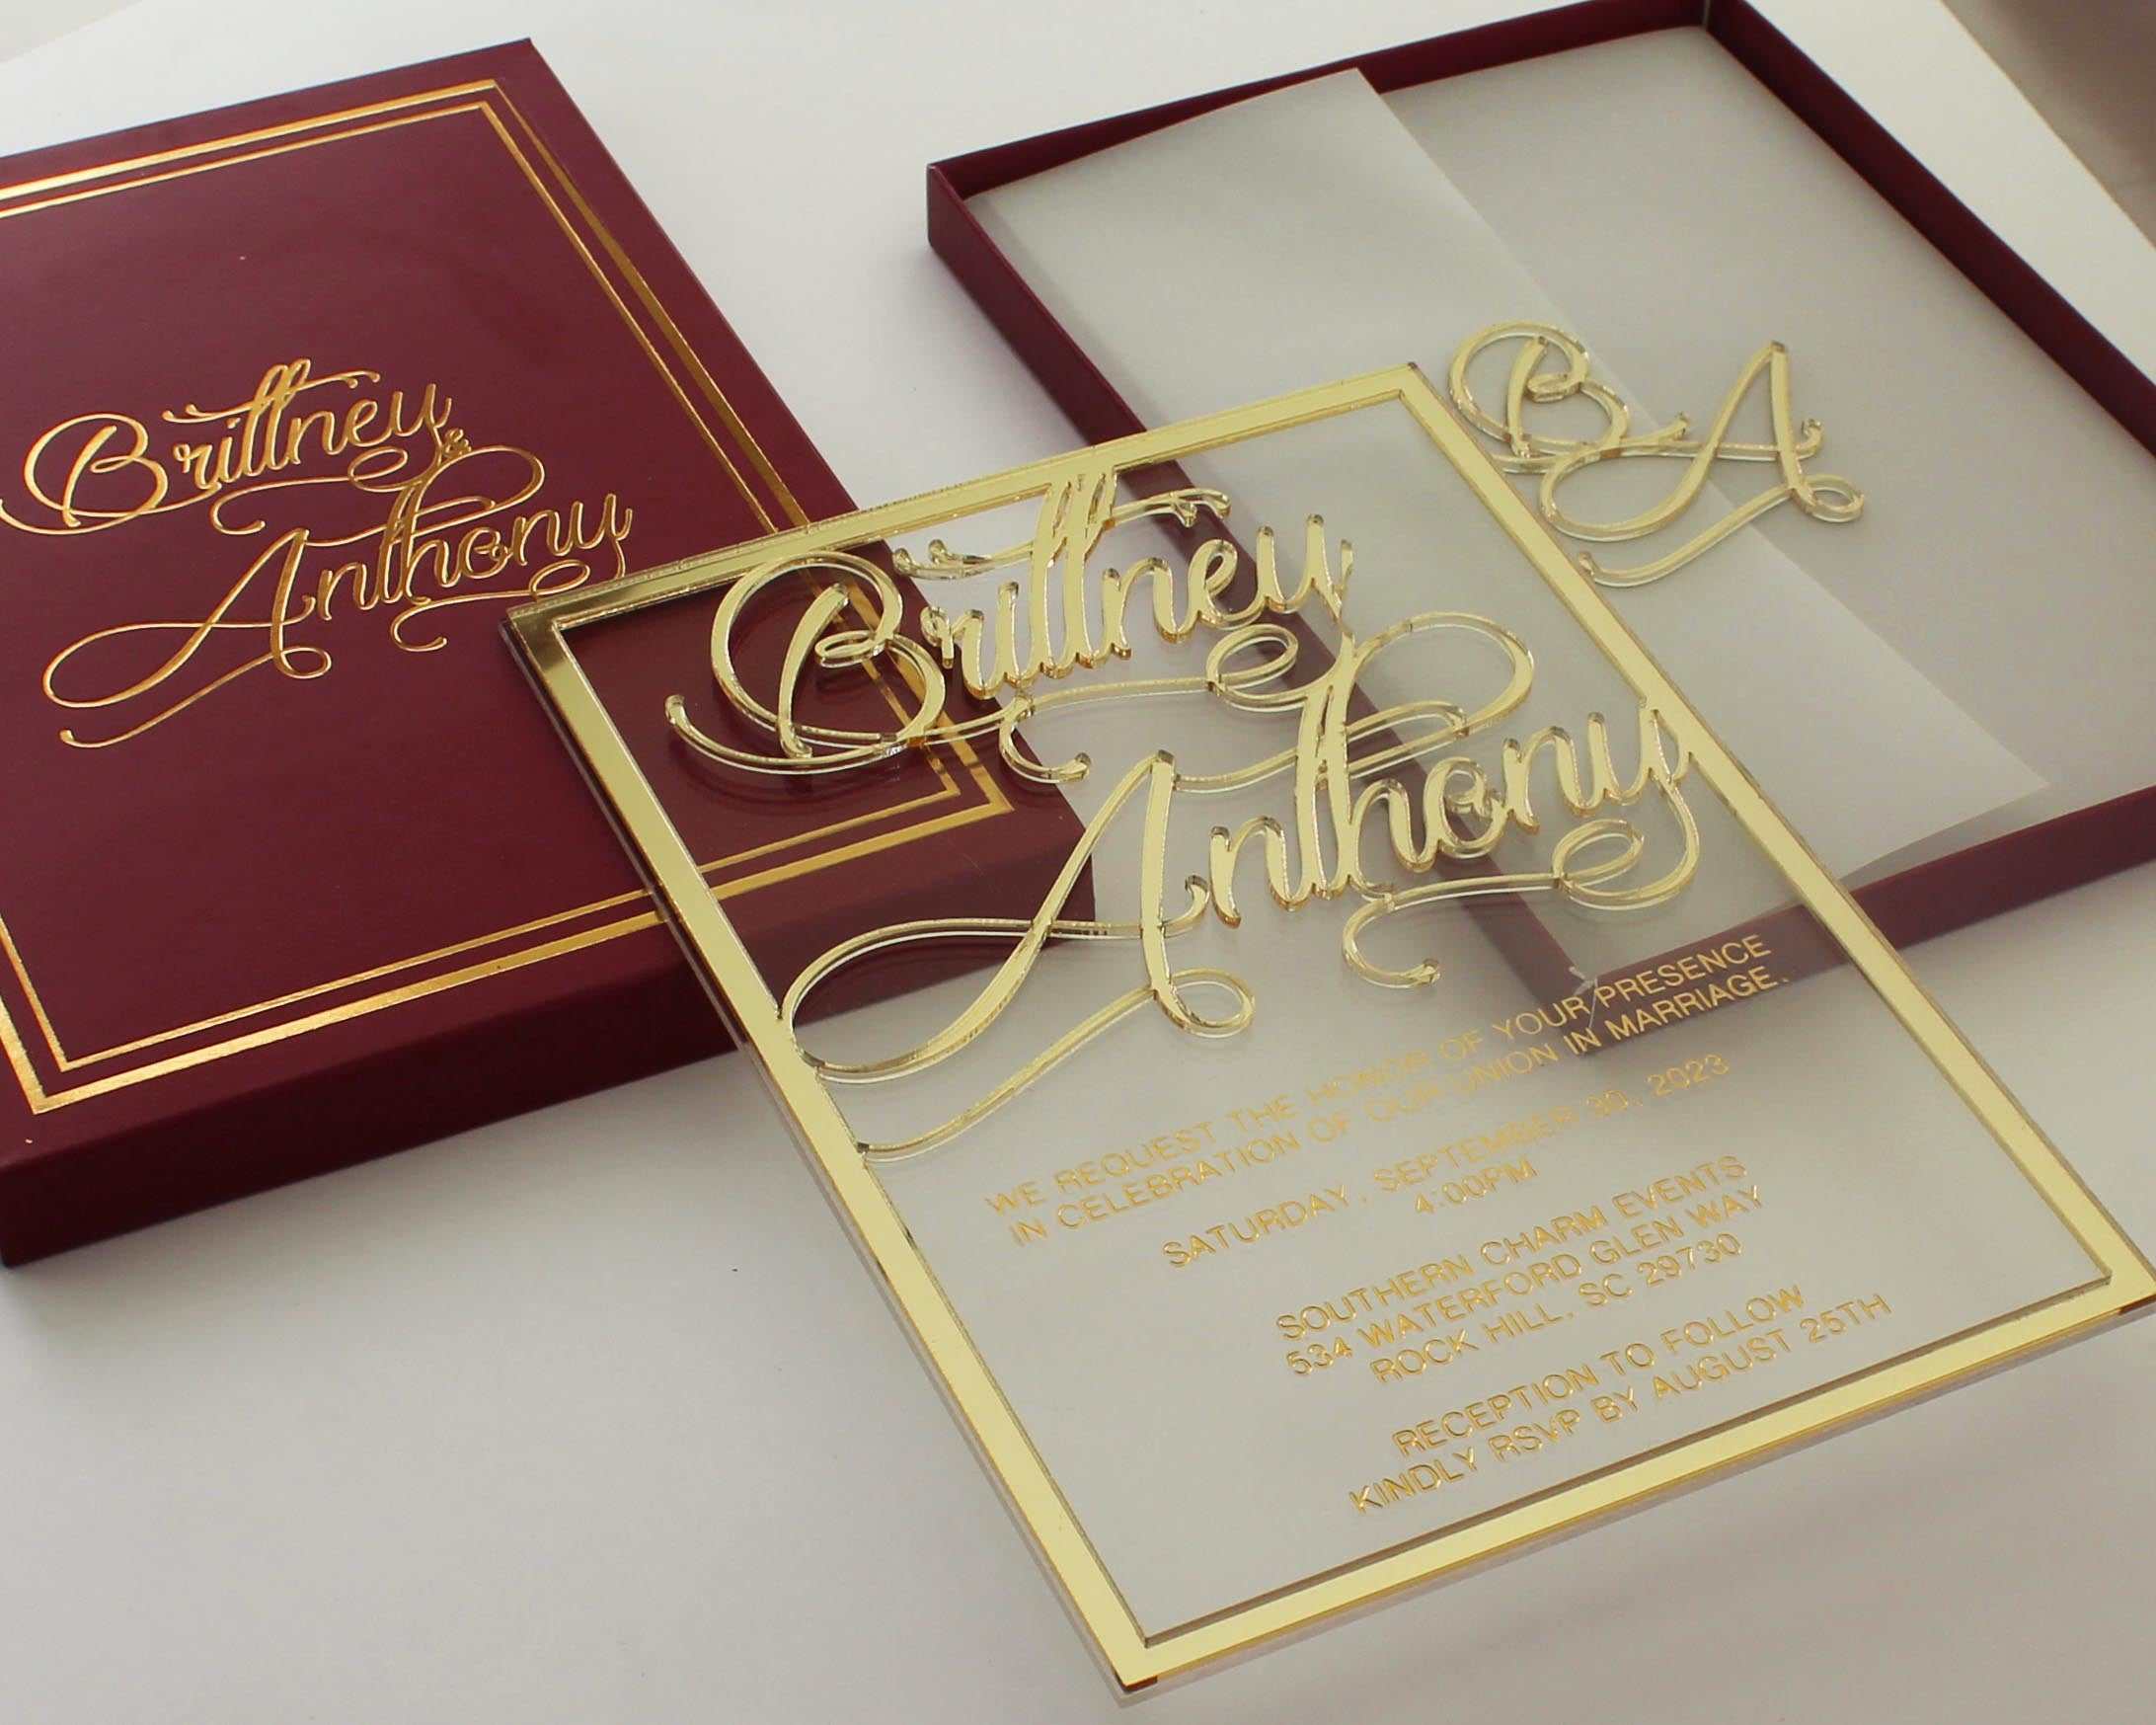 Brittney
&
Anthony
B A
Brittney
Anthony
WE REQUEST THE HONOR OF YOUR PRESENCE
IN CELEBRATION OF OUR UNION IN MARRIAGE.
SATURDAY, SEPTEMBER 30, 2023
4:00PM
SOUTHERN CHARM EVENTS
534 WATERFORD GLEN WAY
ROCK HILL, SC 29730
RECEPTION TO FOLLOW
KINDLY RSVP BY AUGUST 25TH